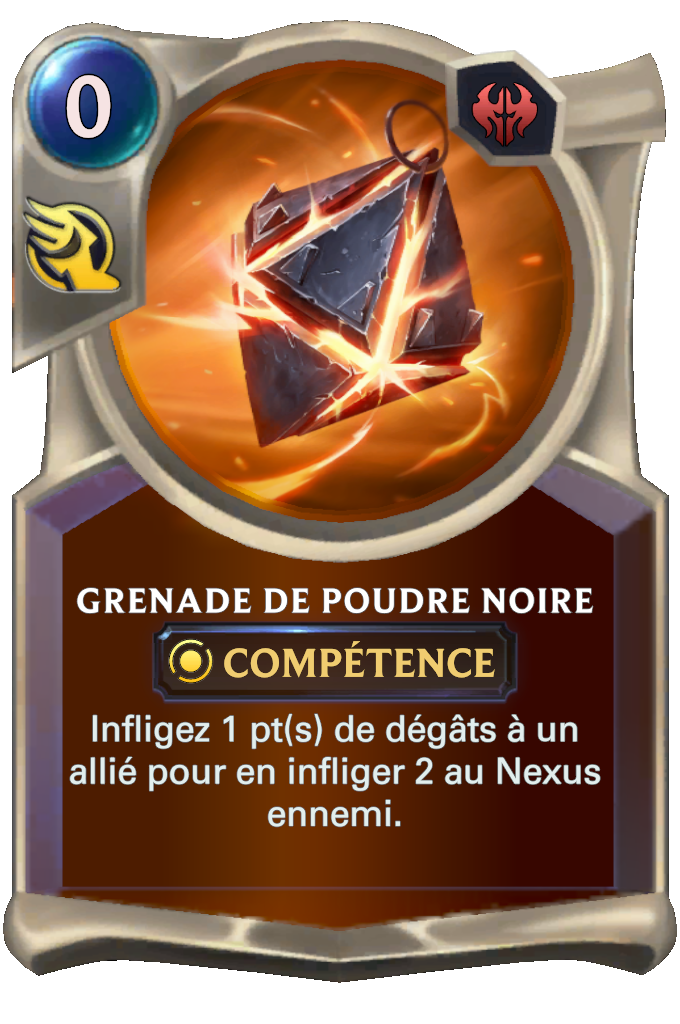 0
GRENADE DE POUDRE NOIRE
COMPÉTENCE
Infligez 1 pt(s) de dégâts à un
allié pour en infliger 2 au Nexus
ennemi.